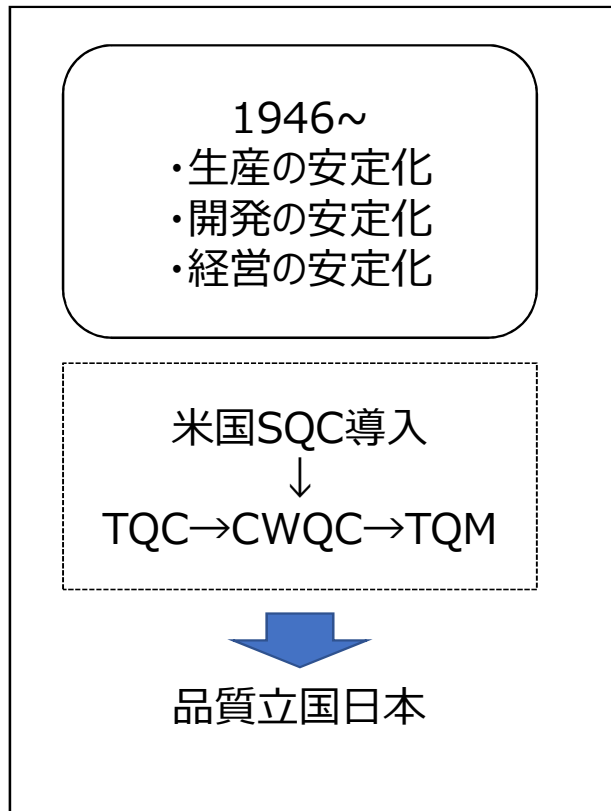 1946~
・生産の安定化
・開発の安定化
・経営の安定化
米国SQC導入
↓
TQC→CWQC→TQM
品質立国日本